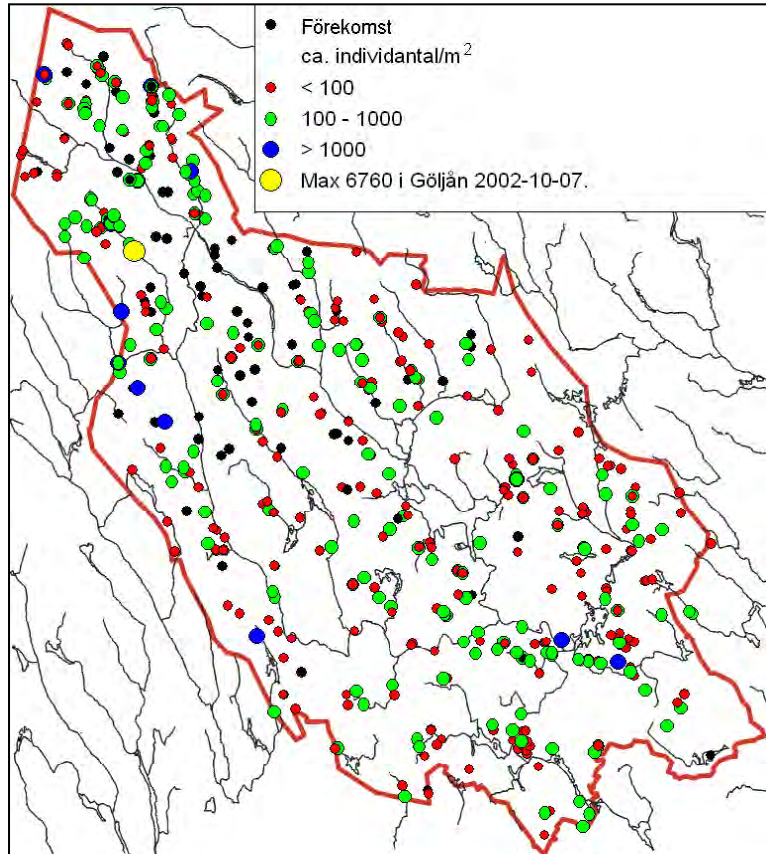 Förekomst
ca. individantal/m²
< 100
100 - 1000
> 1000
Max 6760 i Göljån 2002-10-07.